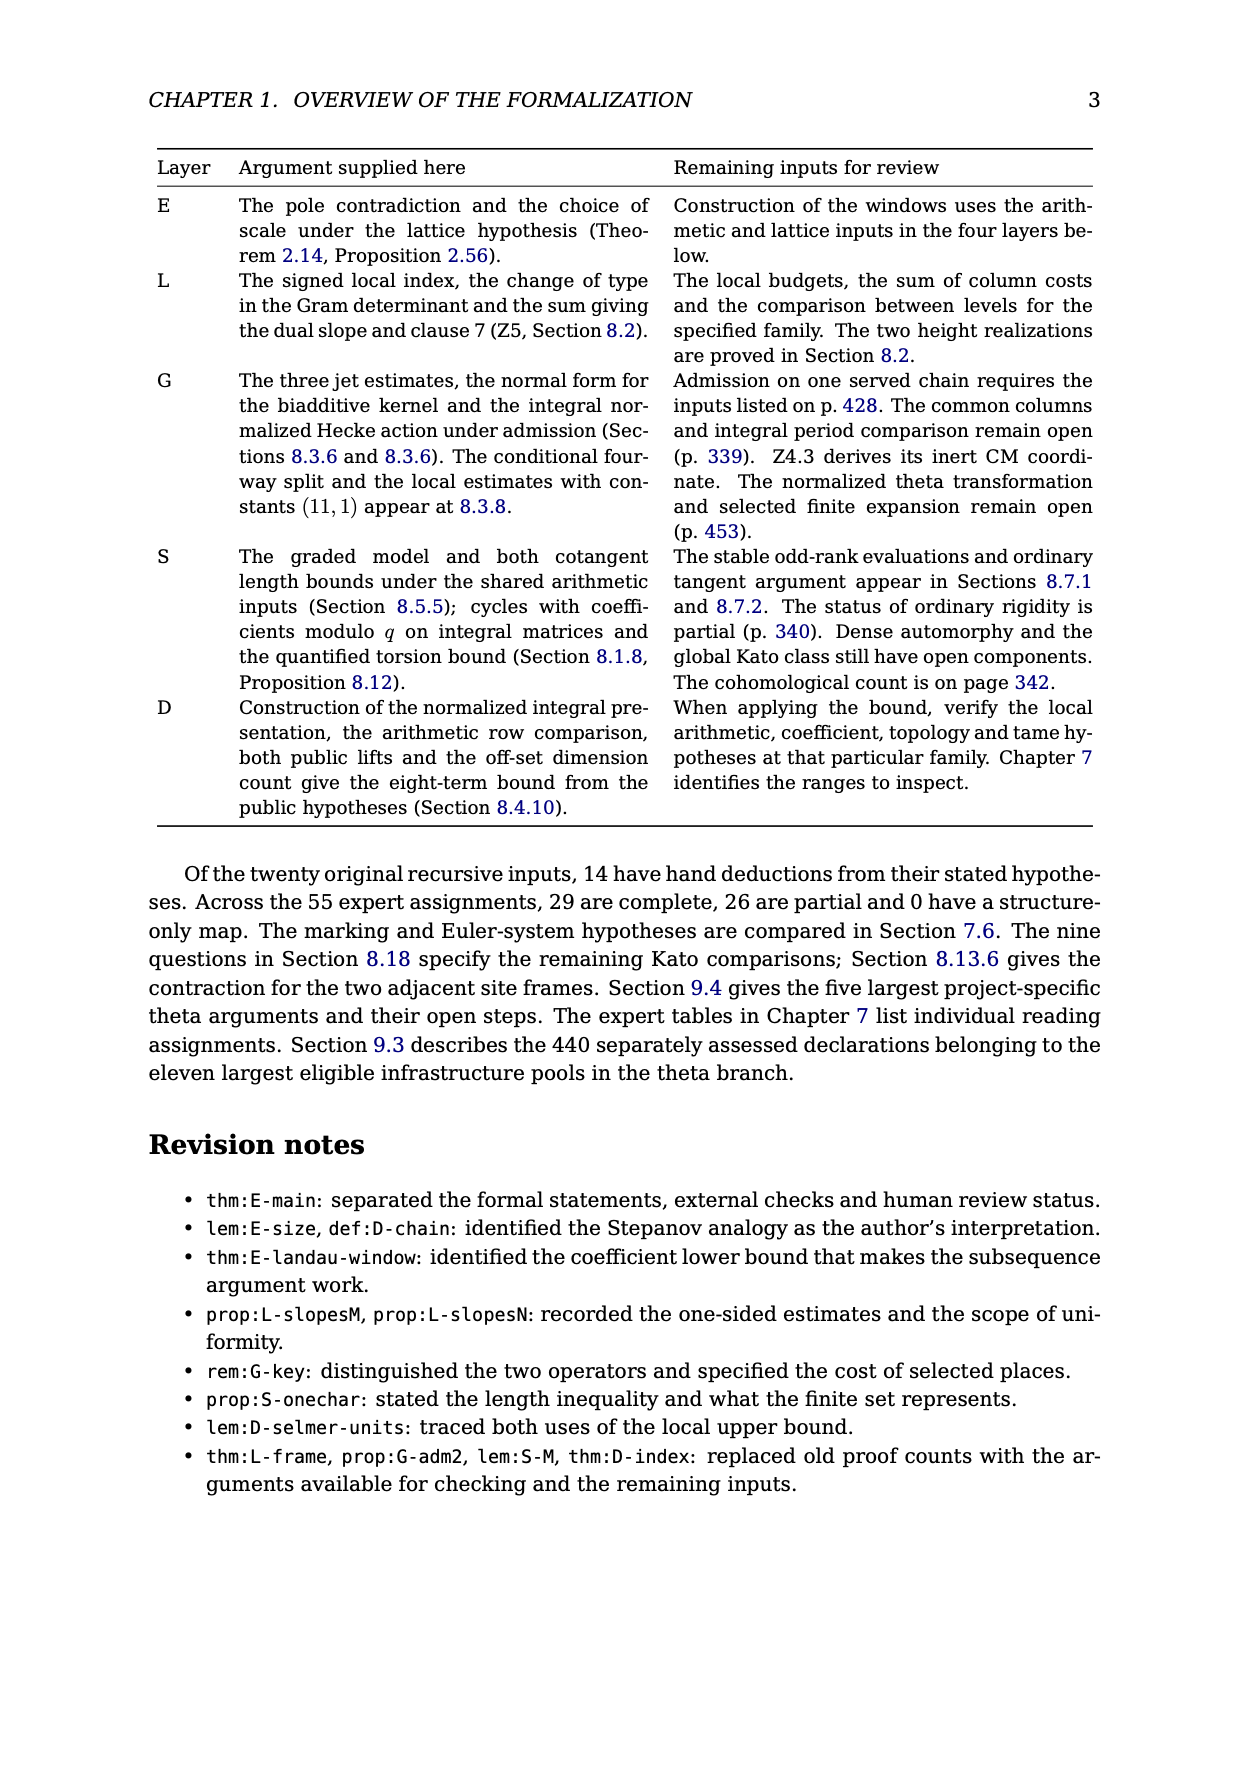 CHAPTER 1. OVERVIEW OF THE FORMALIZATION 3
Layer Argument supplied here Remaining inputs for review
E
The pole contradiction and the choice of
scale under the lattice hypothesis (Theo-
rem 2.14, Proposition 2.56).
Construction of the windows uses the arith-
metic and lattice inputs in the four layers be-
low.
L
The signed local index, the change of type
in the Gram determinant and the sum giving
the dual slope and clause 7 (Z5, Section 8.2).
The local budgets, the sum of column costs
and the comparison between levels for the
specified family. The two height realizations
are proved in Section 8.2.
G
The three jet estimates, the normal form for
the biadditive kernel and the integral nor-
malized Hecke action under admission (Sec-
tions 8.3.6 and 8.3.6). The conditional four-
way split and the local estimates with con-
stants (11, 1) appear at 8.3.8.
Admission on one served chain requires the
inputs listed on p. 428. The common columns
and integral period comparison remain open
(p. 339). Z4.3 derives its inert CM coordi-
nate. The normalized theta transformation
and selected finite expansion remain open
(p. 453).
S
The graded model and both cotangent
length bounds under the shared arithmetic
inputs (Section 8.5.5); cycles with coeffi-
cients modulo q on integral matrices and
the quantified torsion bound (Section 8.1.8,
Proposition 8.12).
The stable odd-rank evaluations and ordinary
tangent argument appear in Sections 8.7.1
and 8.7.2. The status of ordinary rigidity is
partial (p. 340). Dense automorphy and the
global Kato class still have open components.
The cohomological count is on page 342.
D
Construction of the normalized integral pre-
sentation, the arithmetic row comparison,
both public lifts and the off-set dimension
count give the eight-term bound from the
public hypotheses (Section 8.4.10).
When applying the bound, verify the local
arithmetic, coefficient, topology and tame hy-
potheses at that particular family. Chapter 7
identifies the ranges to inspect.
Of the twenty original recursive inputs, 14 have hand deductions from their stated hypothe-
ses. Across the 55 expert assignments, 29 are complete, 26 are partial and 0 have a structure-
only map. The marking and Euler-system hypotheses are compared in Section 7.6. The nine
questions in Section 8.18 specify the remaining Kato comparisons; Section 8.13.6 gives the
contraction for the two adjacent site frames. Section 9.4 gives the five largest project-specific
theta arguments and their open steps. The expert tables in Chapter 7 list individual reading
assignments. Section 9.3 describes the 440 separately assessed declarations belonging to the
eleven largest eligible infrastructure pools in the theta branch.
Revision notes
• thm:E-main: separated the formal statements, external checks and human review status.
• lem:E-size, def:D-chain: identified the Stepanov analogy as the author’s interpretation.
• thm:E-landau-window: identified the coefficient lower bound that makes the subsequence
argument work.
• prop:L-slopesM, prop:L-slopesN: recorded the one-sided estimates and the scope of uni-
formity.
• rem:G-key: distinguished the two operators and specified the cost of selected places.
• prop:S-onechar: stated the length inequality and what the finite set represents.
• lem:D-selmer-units: traced both uses of the local upper bound.
• thm:L-frame, prop:G-adm2, lem:S-M, thm:D-index: replaced old proof counts with the ar-
guments available for checking and the remaining inputs.